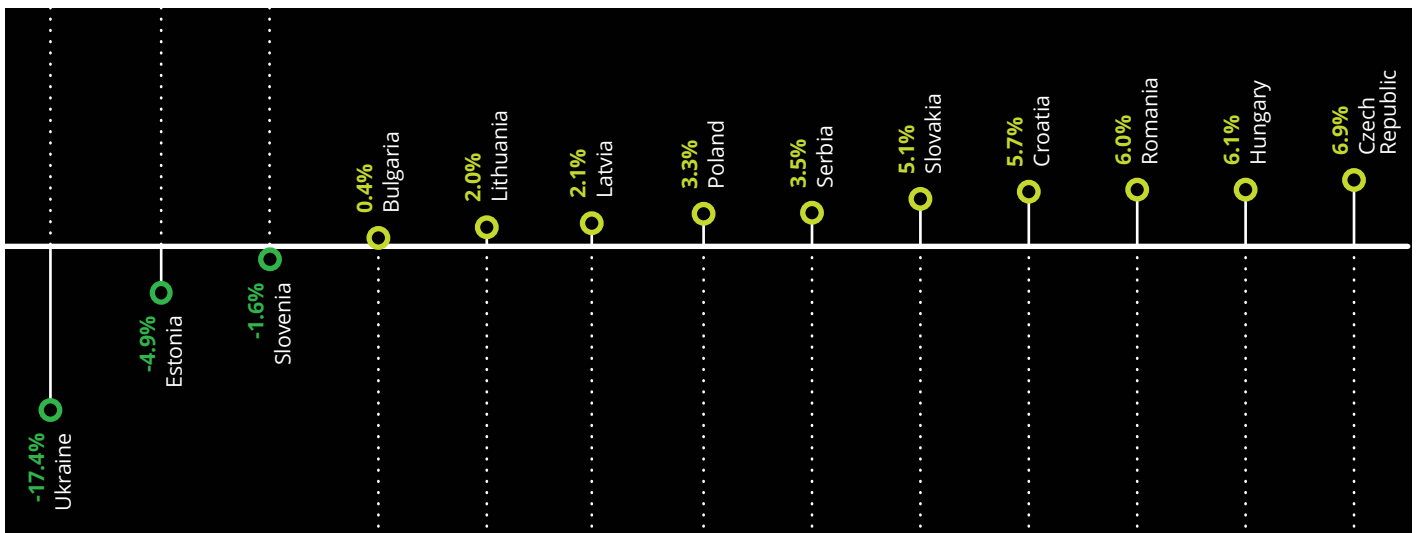 -17.4%
Ukraine
-4.9%
Estonia
-1.6%
Slovenia
0.4%
Bulgaria
2.0%
Lithuania
2.1%
Latvia
3.3%
Poland
3.5%
Serbia
5.1%
Slovakia
5.7%
Croatia
6.0%
Romania
6.1%
Hungary
6.9%
Czech
Republic